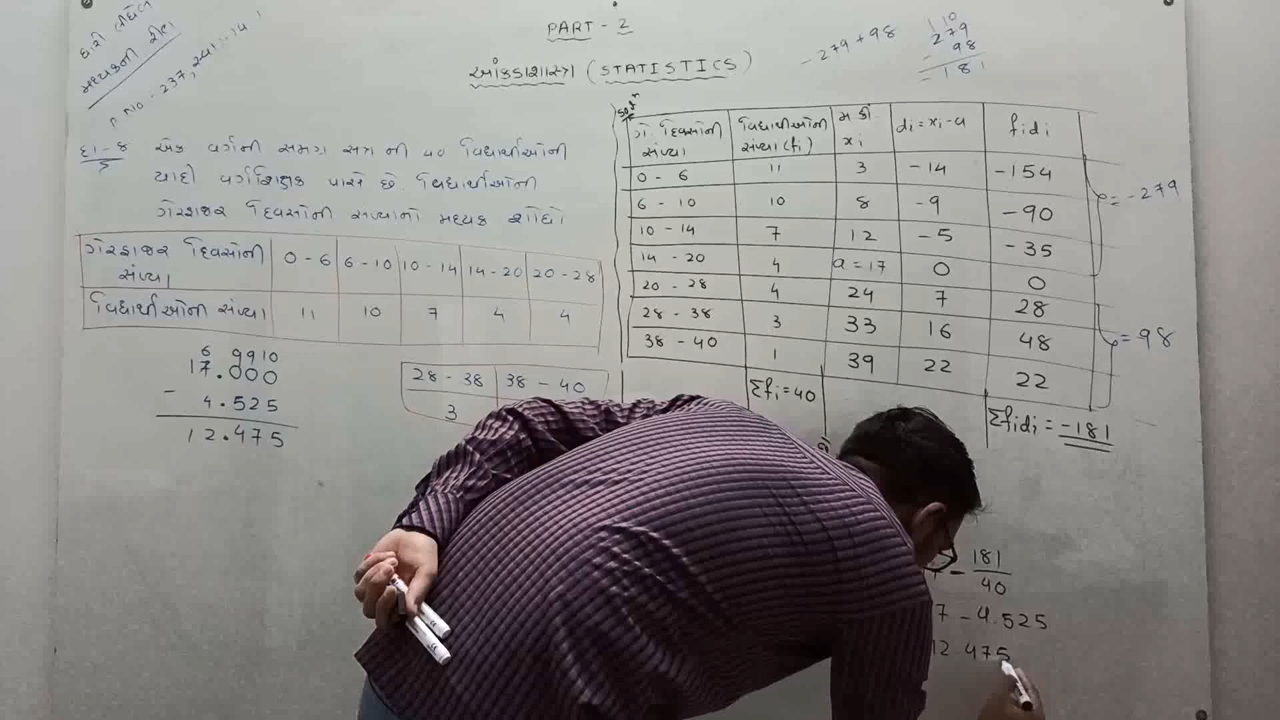 PART - 2
આંકડાશાસ્ત્ર (STATISTICS)
ધારો લીધેલ
મધ્યકની રીત
P NO - 237, સ્વા : 14.1
દા - 8
એક વર્ગની સમગ્ર સત્ર ની 40 વિદ્યાર્થીઓની
યાદી વર્ગશિક્ષક પાસે છે. વિદ્યાર્થીઓની
ગેરહાજર દિવસોની સંખ્યાનો મધ્યક શોધો
ગેરહાજર દિવસોની સંખ્યા 0 - 6 6 - 10 10 - 14 14 - 20 20 - 28
વિદ્યાર્થીઓની સંખ્યા 11 10 7 4 4
28 - 38 38 - 40
3
6 9 9 10
17.000
- 4.525
12.475
- 279 + 98
1 10
279
- 98
= 181
ગે. દિવસોની સંખ્યા વિદ્યાર્થીઓની સંખ્યા (fi) મ કિં xi di = xi - a fidi
0 - 6 11 3 -14 -154
6 - 10 10 8 -9 -90
10 - 14 7 12 -5 -35
14 - 20 4 a = 17 0 0
20 - 28 4 24 7 28
28 - 38 3 33 16 48
38 - 40 1 39 22 22
= -279
= 98
Σfi = 40 Σfidi = -181
- 181/40
7 - 4.525
12.475